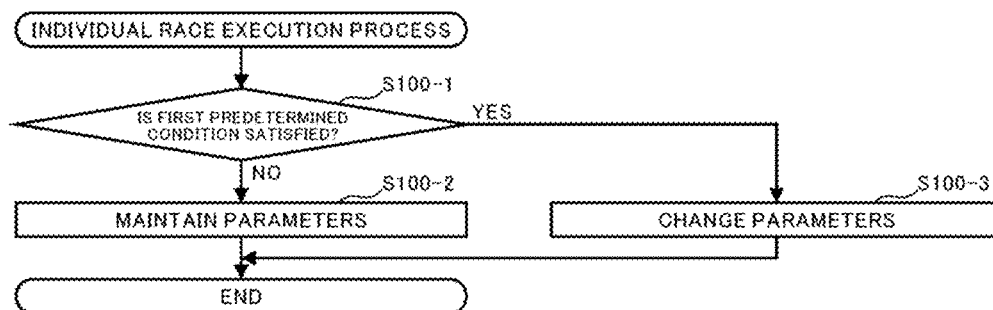 INDIVIDUAL RACE EXECUTION PROCESS
S100-1
IS FIRST PREDETERMINED
CONDITION SATISFIED?
YES
NO
S100-2
MAINTAIN PARAMETERS
S100-3
CHANGE PARAMETERS
END